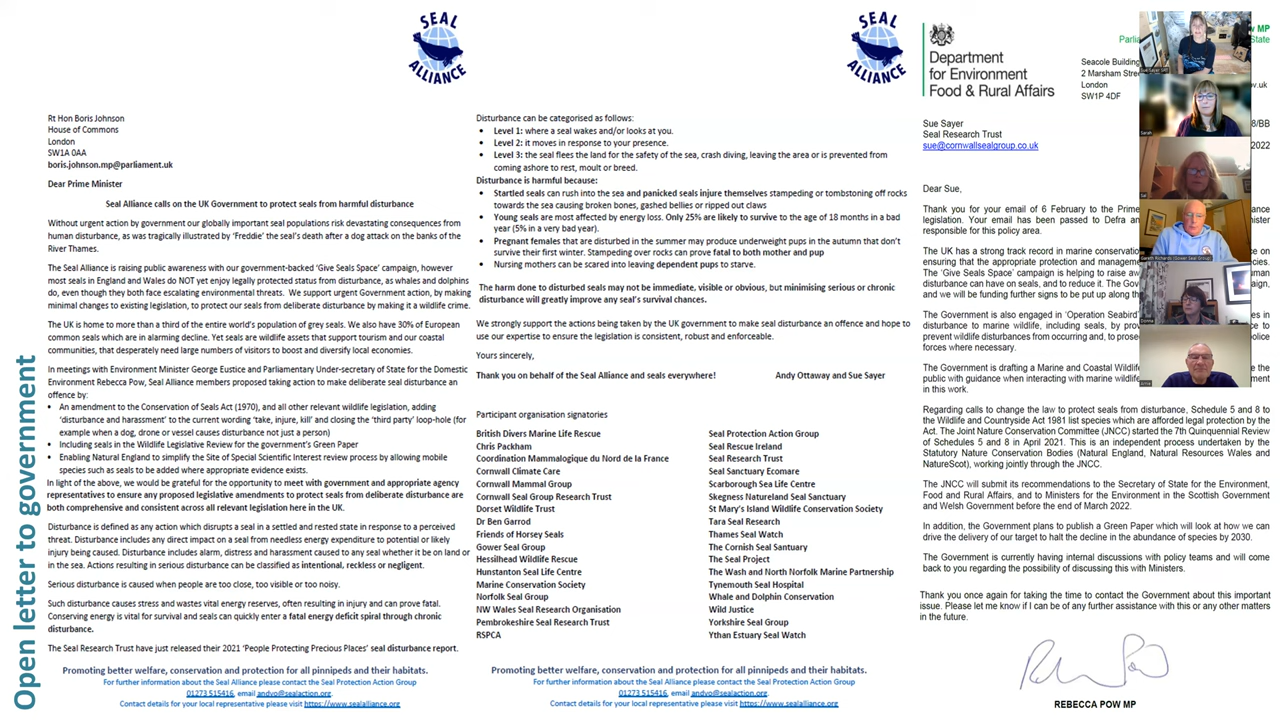 Open letter to government
SEAL
ALLIANCE
Rt Hon Boris Johnson
House of Commons
London
SW1A 0AA
boris.johnson.mp@parliament.uk
Dear Prime Minister
Seal Alliance calls on the UK Government to protect seals from harmful disturbance
Without urgent action by government our globally important seal populations risk devastating consequences from
human disturbance, as was tragically illustrated by 'Freddie' the seal's death after a dog attack on the banks of the
River Thames.
The Seal Alliance is raising public awareness with our government-backed 'Give Seals Space' campaign, however
most seals in England and Wales do NOT yet enjoy legally protected status from disturbance, as whales and dolphins
do, even though they both face escalating environmental threats. We support urgent Government action, by making
minimal changes to existing legislation, to protect our seals from deliberate disturbance by making it a wildlife crime.
The UK is home to more than a third of the entire world's population of grey seals. We also have 30% of European
common seals which are in alarming decline. Yet seals are wildlife assets that support tourism and our coastal
communities, that desperately need large numbers of visitors to boost and diversify local economies.
In meetings with Environment Minister George Eustice and Parliamentary Under-secretary of State for the Domestic
Environment Rebecca Pow, Seal Alliance members proposed taking action to make deliberate seal disturbance an
offence by:
• An amendment to the Conservation of Seals Act (1970), and all other relevant wildlife legislation, adding
'disturbance and harassment' to the current wording 'take, injure, kill' and closing the 'third party' loop-hole (for
example when a dog, drone or vessel causes disturbance not just a person)
• Including seals in the Wildlife Legislative Review for the government's Green Paper
• Enabling Natural England to simplify the Site of Special Scientific Interest review process by allowing mobile
species such as seals to be added where appropriate evidence exists.
In light of the above, we would be grateful for the opportunity to meet with government and appropriate agency
representatives to ensure any proposed legislative amendments to protect seals from deliberate disturbance are
both comprehensive and consistent across all relevant legislation here in the UK.
Disturbance is defined as any action which disrupts a seal in a settled and rested state in response to a perceived
threat. Disturbance includes any direct impact on a seal from needless energy expenditure to potential or likely
injury being caused. Disturbance includes alarm, distress and harassment caused to any seal whether it be on land or
in the sea. Actions resulting in serious disturbance can be classified as intentional, reckless or negligent.
Serious disturbance is caused when people are too close, too visible or too noisy.
Such disturbance causes stress and wastes vital energy reserves, often resulting in injury and can prove fatal.
Conserving energy is vital for survival and seals can quickly enter a fatal energy deficit spiral through chronic
disturbance.
The Seal Research Trust have just released their 2021 'People Protecting Precious Places' seal disturbance report.
Promoting better welfare, conservation and protection for all pinnipeds and their habitats.
For further information about the Seal Alliance please contact the Seal Protection Action Group
01273 515416, email andyo@sealaction.org.
Contact details for your local representative please visit https://www.sealalliance.org
SEAL
ALLIANCE
Disturbance can be categorised as follows:
• Level 1: where a seal wakes and/or looks at you.
• Level 2: it moves in response to your presence.
• Level 3: the seal flees the land for the safety of the sea, crash diving, leaving the area or is prevented from
coming ashore to rest, moult or breed.
Disturbance is harmful because:
• Startled seals can rush into the sea and panicked seals injure themselves stampeding or tombstoning off rocks
towards the sea causing broken bones, gashed bellies or ripped out claws
• Young seals are most affected by energy loss. Only 25% are likely to survive to the age of 18 months in a bad
year (5% in a very bad year).
• Pregnant females that are disturbed in the summer may produce underweight pups in the autumn that don't
survive their first winter. Stampeding over rocks can prove fatal to both mother and pup
• Nursing mothers can be scared into leaving dependent pups to starve.
The harm done to disturbed seals may not be immediate, visible or obvious, but minimising serious or chronic
disturbance will greatly improve any seal's survival chances.
We strongly support the actions being taken by the UK government to make seal disturbance an offence and hope to
use our expertise to ensure the legislation is consistent, robust and enforceable.
Yours sincerely,
Thank you on behalf of the Seal Alliance and seals everywhere! Andy Ottaway and Sue Sayer
Participant organisation signatories
British Divers Marine Life Rescue
Chris Packham
Coordination Mammalogique du Nord de la France
Cornwall Climate Care
Cornwall Mammal Group
Cornwall Seal Group Research Trust
Dorset Wildlife Trust
Dr Ben Garrod
Friends of Horsey Seals
Gower Seal Group
Hessilhead Wildlife Rescue
Hunstanton Sea Life Centre
Marine Conservation Society
Norfolk Seal Group
NW Wales Seal Research Organisation
Pembrokeshire Seal Research Trust
RSPCA
Seal Protection Action Group
Seal Rescue Ireland
Seal Research Trust
Seal Sanctuary Ecomare
Scarborough Sea Life Centre
Skegness Natureland Seal Sanctuary
St Mary's Island Wildlife Conservation Society
Tara Seal Research
Thames Seal Watch
The Cornish Seal Santuary
The Seal Project
The Wash and North Norfolk Marine Partnership
Tynemouth Seal Hospital
Whale and Dolphin Conservation
Wild Justice
Yorkshire Seal Group
Ythan Estuary Seal Watch
Promoting better welfare, conservation and protection for all pinnipeds and their habitats.
For further information about the Seal Alliance please contact the Seal Protection Action Group
01273 515416, email andyo@sealaction.org.
Contact details for your local representative please visit https://www.sealalliance.org
Department
for Environment
Food & Rural Affairs
w MP
Parlia State
Seacole Building
2 Marsham Stree
London v.uk
SW1P 4DF
Sue Sayer 8/BB
Seal Research Trust
sue@cornwallsealgroup.co.uk 2022
Dear Sue,
Thank you for your email of 6 February to the Prime ance
legislation. Your email has been passed to Defra an nister
responsible for this policy area.
The UK has a strong track record in marine conservatio e on
ensuring that the appropriate protection and manageme cies.
The 'Give Seals Space' campaign is helping to raise aw man
disturbance can have on seals, and to reduce it. The Gov ign,
and we will be funding further signs to be put up along th
The Government is also engaged in 'Operation Seabird' es in
disturbance to marine wildlife, including seals, by prov ce to
prevent wildlife disturbances from occurring and, to prose olice
forces where necessary.
The Government is drafting a Marine and Coastal Wildlife e the
public with guidance when interacting with marine wildlife ment
in this work.
Regarding calls to change the law to protect seals from disturbance, Schedule 5 and 8 to
the Wildlife and Countryside Act 1981 list species which are afforded legal protection by the
Act. The Joint Nature Conservation Committee (JNCC) started the 7th Quinquennial Review
of Schedules 5 and 8 in April 2021. This is an independent process undertaken by the
Statutory Nature Conservation Bodies (Natural England, Natural Resources Wales and
NatureScot), working jointly through the JNCC.
The JNCC will submit its recommendations to the Secretary of State for the Environment,
Food and Rural Affairs, and to Ministers for the Environment in the Scottish Government
and Welsh Government before the end of March 2022.
In addition, the Government plans to publish a Green Paper which will look at how we can
drive the delivery of our target to halt the decline in the abundance of species by 2030.
The Government is currently having internal discussions with policy teams and will come
back to you regarding the possibility of discussing this with Ministers.
Thank you once again for taking the time to contact the Government about this important
issue. Please let me know if I can be of any further assistance with this or any other matters
in the future.
REBECCA POW MP
Sue Sayer SRT
Sarah
Gareth Richards (Gower Seal Group)